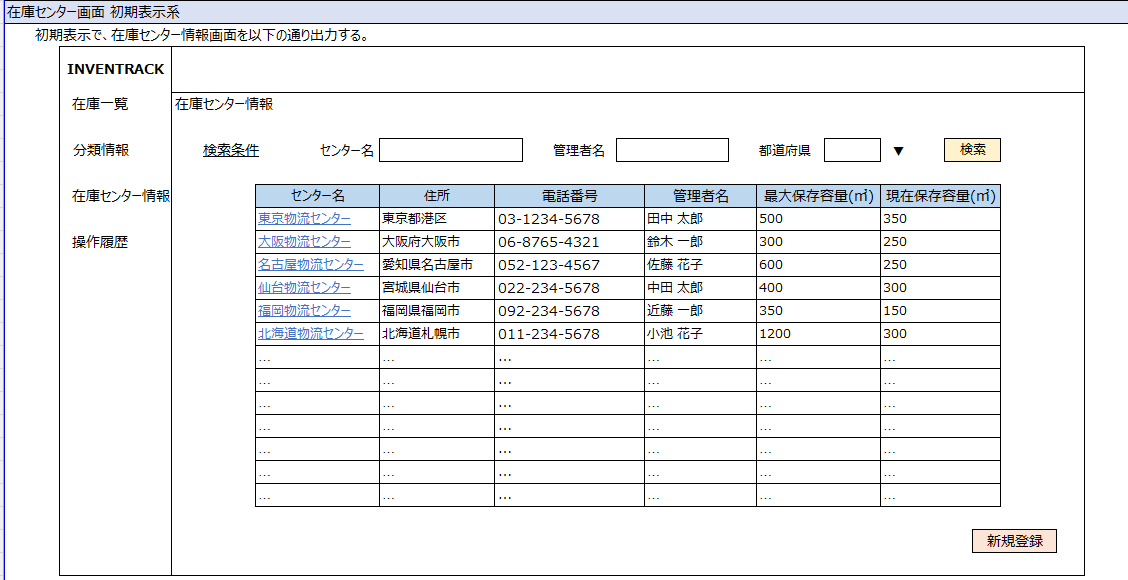 在庫センター画面 初期表示系
初期表示で、在庫センター情報画面を以下の通り出力する。
INVENTRACK
在庫一覧
分類情報
在庫センター情報
操作履歴
在庫センター情報
検索条件 センター名 管理者名 都道府県 ▼ 検索
センター名 住所 電話番号 管理者名 最大保存容量(㎥) 現在保存容量(㎥)
東京物流センター 東京都港区 03-1234-5678 田中 太郎 500 350
大阪物流センター 大阪府大阪市 06-8765-4321 鈴木 一郎 300 250
名古屋物流センター 愛知県名古屋市 052-123-4567 佐藤 花子 600 250
仙台物流センター 宮城県仙台市 022-234-5678 中田 太郎 400 300
福岡物流センター 福岡県福岡市 092-234-5678 近藤 一郎 350 150
北海道物流センター 北海道札幌市 011-234-5678 小池 花子 1200 300
… … … … … …
… … … … … …
… … … … … …
… … … … … …
… … … … … …
… … … … … …
… … … … … …
新規登録